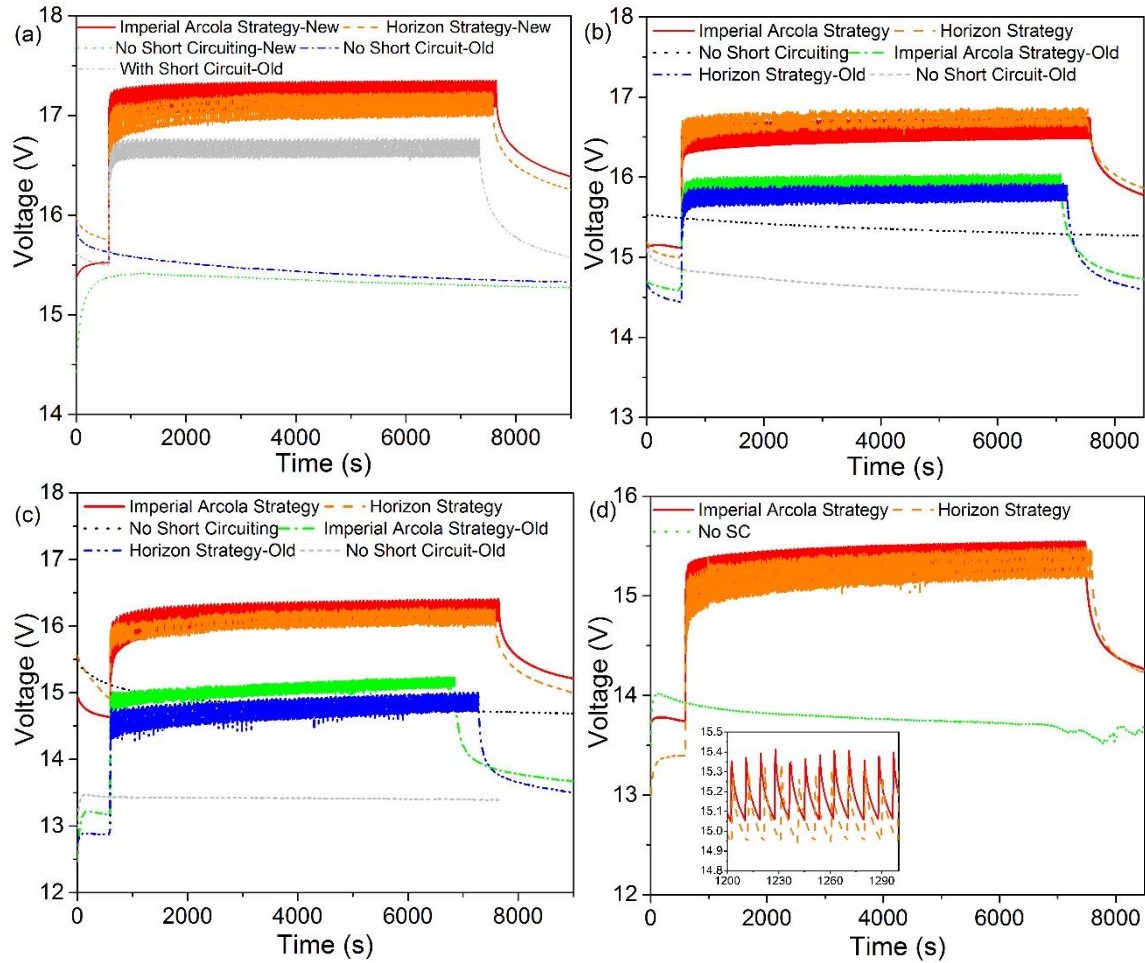 (a)
Imperial Arcola Strategy-New Horizon Strategy-New
No Short Circuiting-New No Short Circuit-Old
With Short Circuit-Old
18
17
16
15
14
Voltage (V)
0 2000 4000 6000 8000
Time (s)
(b)
Imperial Arcola Strategy Horizon Strategy
No Short Circuiting Imperial Arcola Strategy-Old
Horizon Strategy-Old No Short Circuit-Old
18
17
16
15
14
13
Voltage (V)
0 2000 4000 6000 8000
Time (s)
(c)
Imperial Arcola Strategy Horizon Strategy
No Short Circuiting Imperial Arcola Strategy-Old
Horizon Strategy-Old No Short Circuit-Old
18
17
16
15
14
13
12
Voltage (V)
0 2000 4000 6000 8000
Time (s)
(d)
Imperial Arcola Strategy Horizon Strategy
No SC
16
15
14
13
12
Voltage (V)
15.5
15.4
15.3
15.2
15.1
15.0
14.9
14.8
1200 1230 1260 1290
0 2000 4000 6000 8000
Time (s)